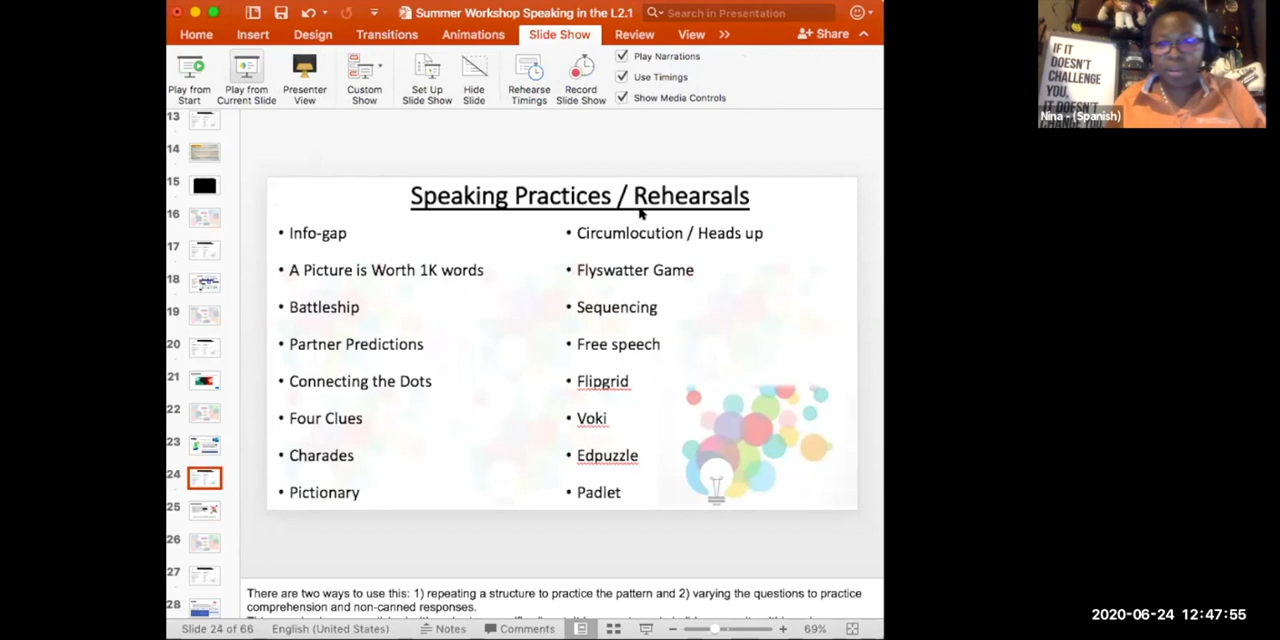 Summer Workshop Speaking in the L2.1
Search in Presentation
Home Insert Design Transitions Animations Slide Show Review View Share
Play from Start
Play from Current Slide
Presenter View
Custom Show
Set Up Slide Show
Hide Slide
Rehearse Timings
Record Slide Show
Play Narrations
Use Timings
Show Media Controls
IF IT
DOESN'T
CHALLENGE
YOU,
IT DOESN'T
CHANGE YOU.
Nina - (Spanish)
13
14
15
16
17
18
19
20
21
22
23
24
25
26
27
28
Speaking Practices / Rehearsals
• Info-gap
• A Picture is Worth 1K words
• Battleship
• Partner Predictions
• Connecting the Dots
• Four Clues
• Charades
• Pictionary
• Circumlocution / Heads up
• Flyswatter Game
• Sequencing
• Free speech
• Flipgrid
• Voki
• Edpuzzle
• Padlet
There are two ways to use this: 1) repeating a structure to practice the pattern and 2) varying the questions to practice
comprehension and non-canned responses.
Slide 24 of 66 English (United States) Notes Comments 69%
2020-06-24 12:47:55